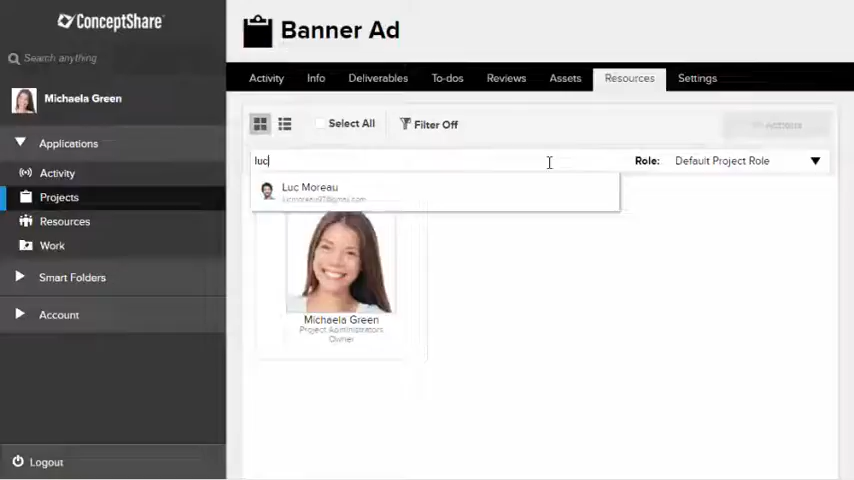 ConceptShare
Banner Ad
Search anything
Activity Info Deliverables To-dos Reviews Assets Resources Settings
Michaela Green
Select All Filter Off Actions
Applications
luc Role: Default Project Role
Activity
Luc Moreau
Projects
Resources
Work
Smart Folders
Account
Michaela Green
Project Administrators
Owner
Logout